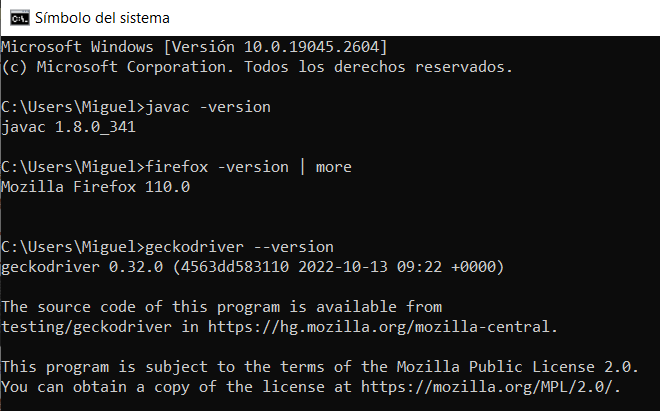 Símbolo del sistema
Microsoft Windows [Versión 10.0.19045.2604]
(c) Microsoft Corporation. Todos los derechos reservados.
C:\Users\Miguel>javac -version
javac 1.8.0_341
C:\Users\Miguel>firefox -version | more
Mozilla Firefox 110.0
C:\Users\Miguel>geckodriver --version
geckodriver 0.32.0 (4563dd583110 2022-10-13 09:22 +0000)
The source code of this program is available from
testing/geckodriver in https://hg.mozilla.org/mozilla-central.
This program is subject to the terms of the Mozilla Public License 2.0.
You can obtain a copy of the license at https://mozilla.org/MPL/2.0/.